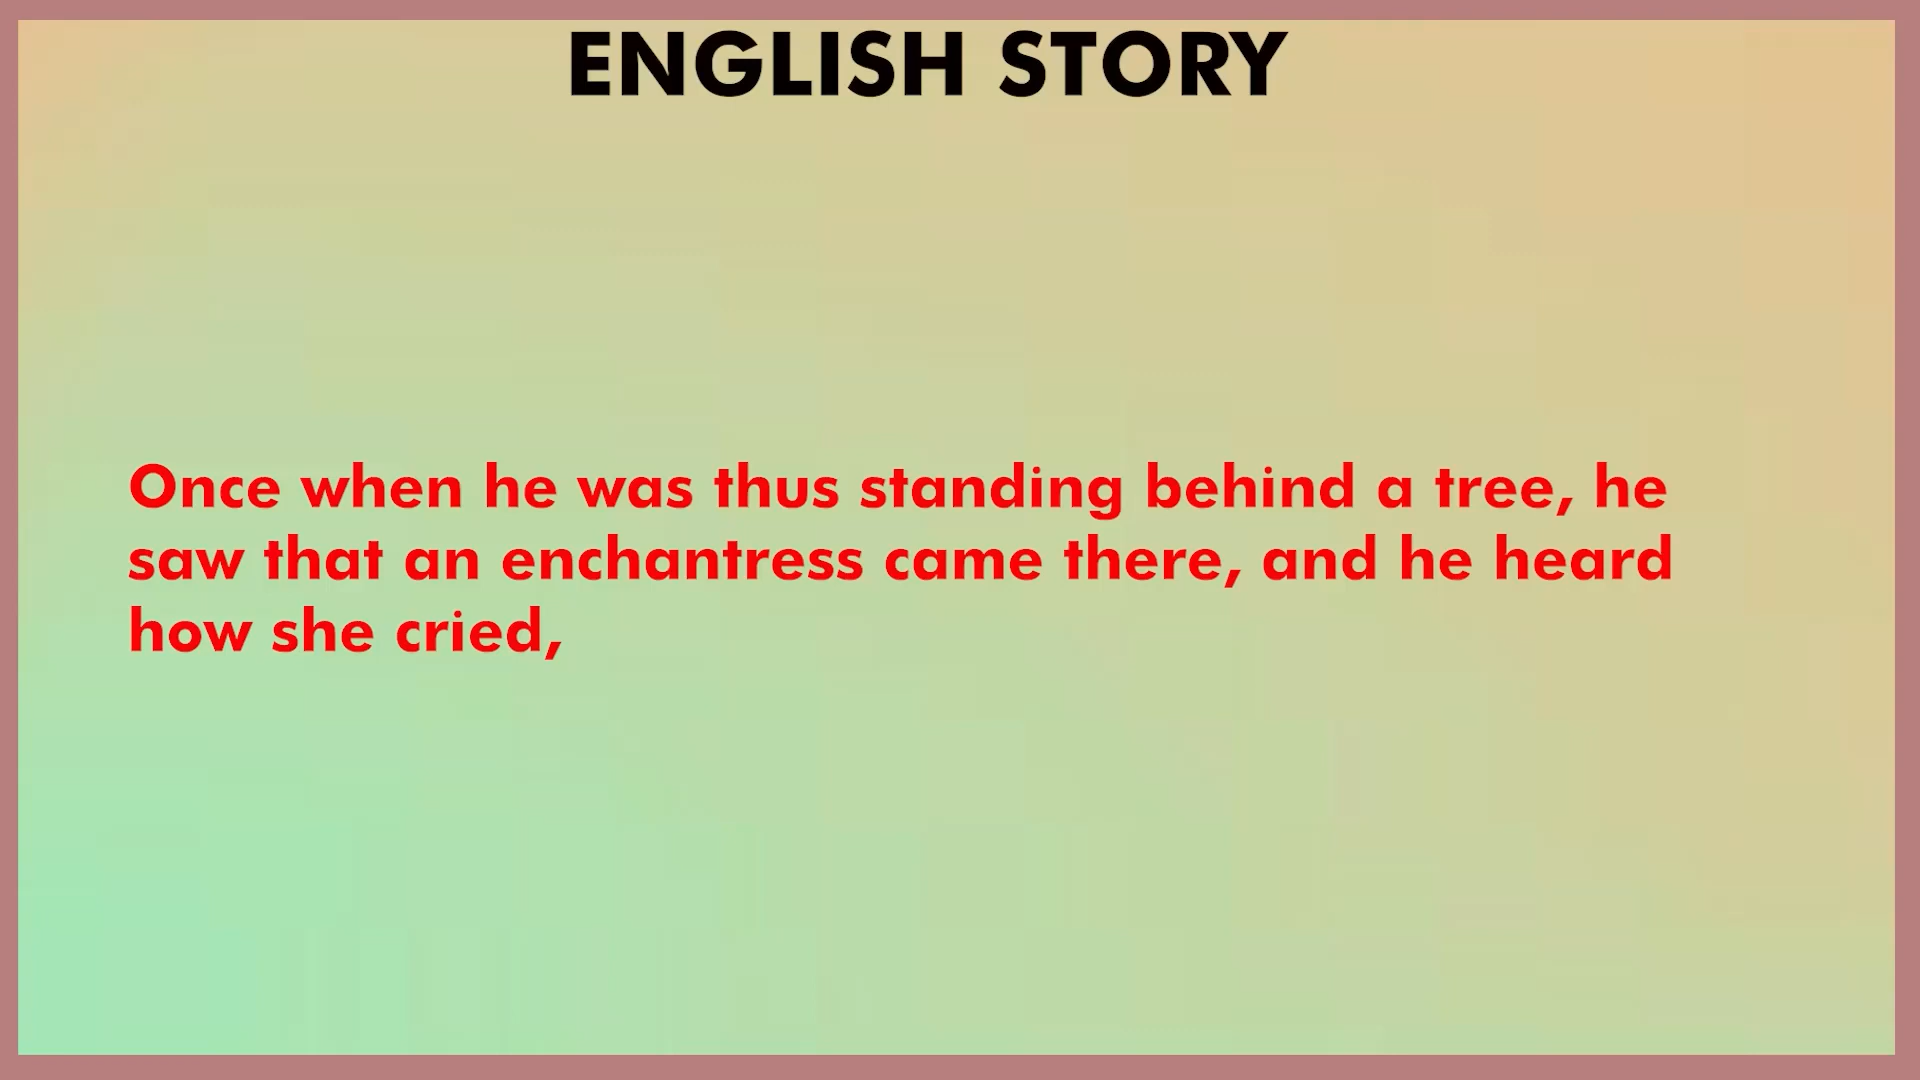 ENGLISH STORY
Once when he was thus standing behind a tree, he
saw that an enchantress came there, and he heard
how she cried,